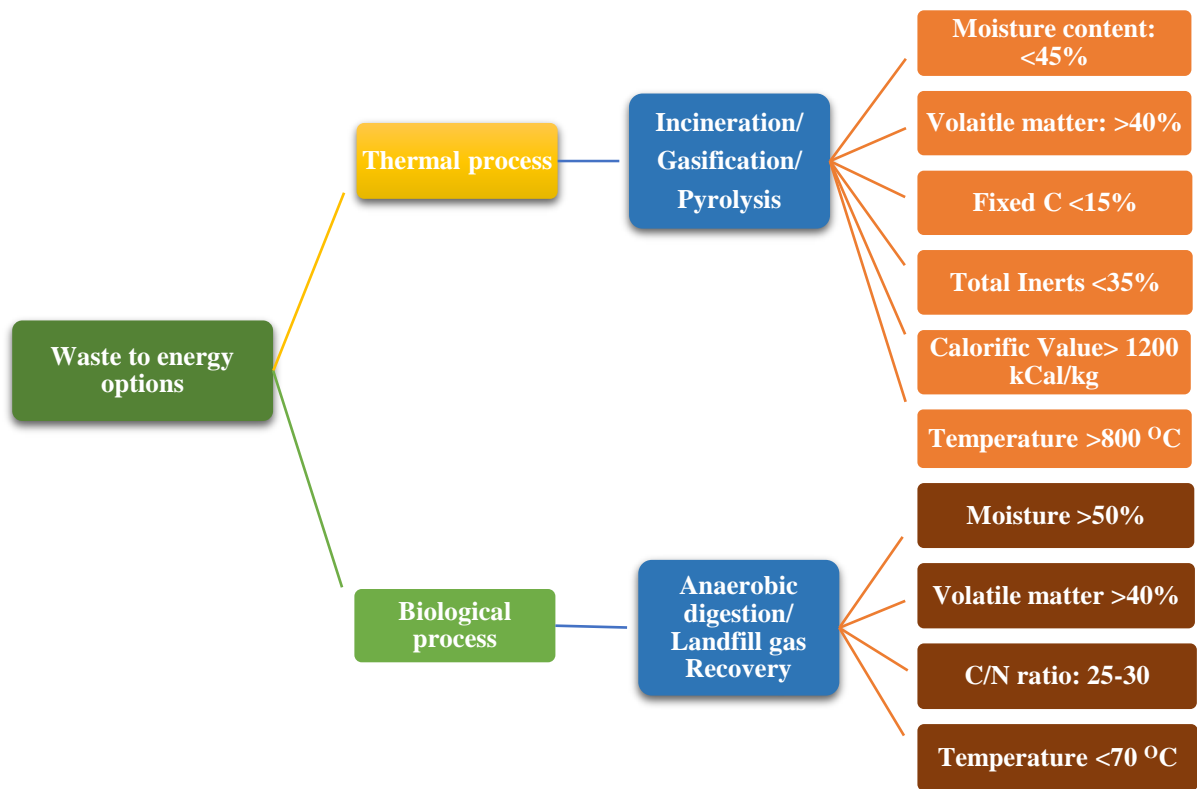 Waste to energy
options
Thermal process
Incineration/
Gasification/
Pyrolysis
Moisture content:
<45%
Volaitle matter: >40%
Fixed C <15%
Total Inerts <35%
Calorific Value> 1200
kCal/kg
Temperature >800 ᴼC
Biological
process
Anaerobic
digestion/
Landfill gas
Recovery
Moisture >50%
Volatile matter >40%
C/N ratio: 25-30
Temperature <70 ᴼC